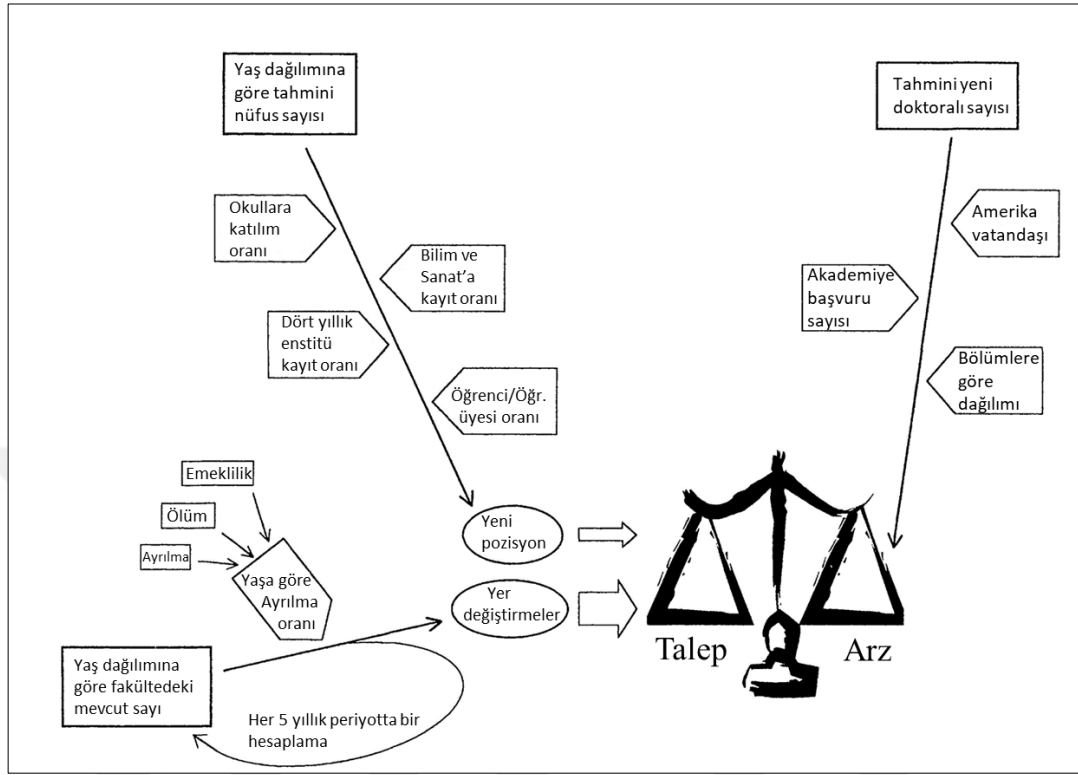 Yaş dağılımına
göre tahmini
nüfus sayısı
Tahmini yeni
doktoralı sayısı
Okullara
katılım
oranı
Amerika
vatandaşı
Bilim ve
Sanat’a
kayıt oranı
Akademiye
başvuru
sayısı
Dört yıllık
enstitü
kayıt oranı
Bölümlere
göre
dağılımı
Öğrenci/Öğr.
üyesi oranı
Emeklilik
Ölüm
Ayrılma
Yaşa göre
Ayrılma
oranı
Yeni
pozisyon
Yer
değiştirmeler
Talep
Arz
Yaş dağılımına
göre fakültedeki
mevcut sayı
Her 5 yıllık periyotta bir
hesaplama